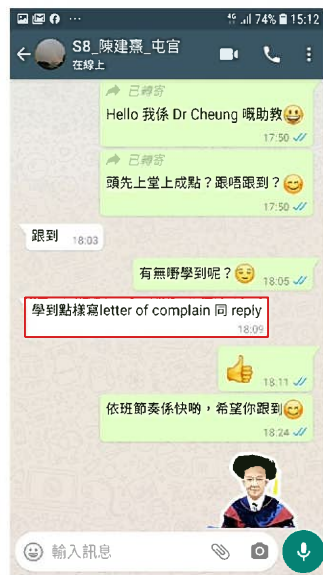 4G 74% 15:12
S8_陳建熹_屯官
在線上
已轉寄
Hello 我係 Dr Cheung 嘅助教
17:50
已轉寄
頭先上堂上成點？跟唔跟到？
17:50
跟到 18:03
有無嘢學到呢？ 18:05
學到點樣寫letter of complain 同 reply
18:09
18:11
依班節奏係快啲，希望你跟到
18:24
輸入訊息